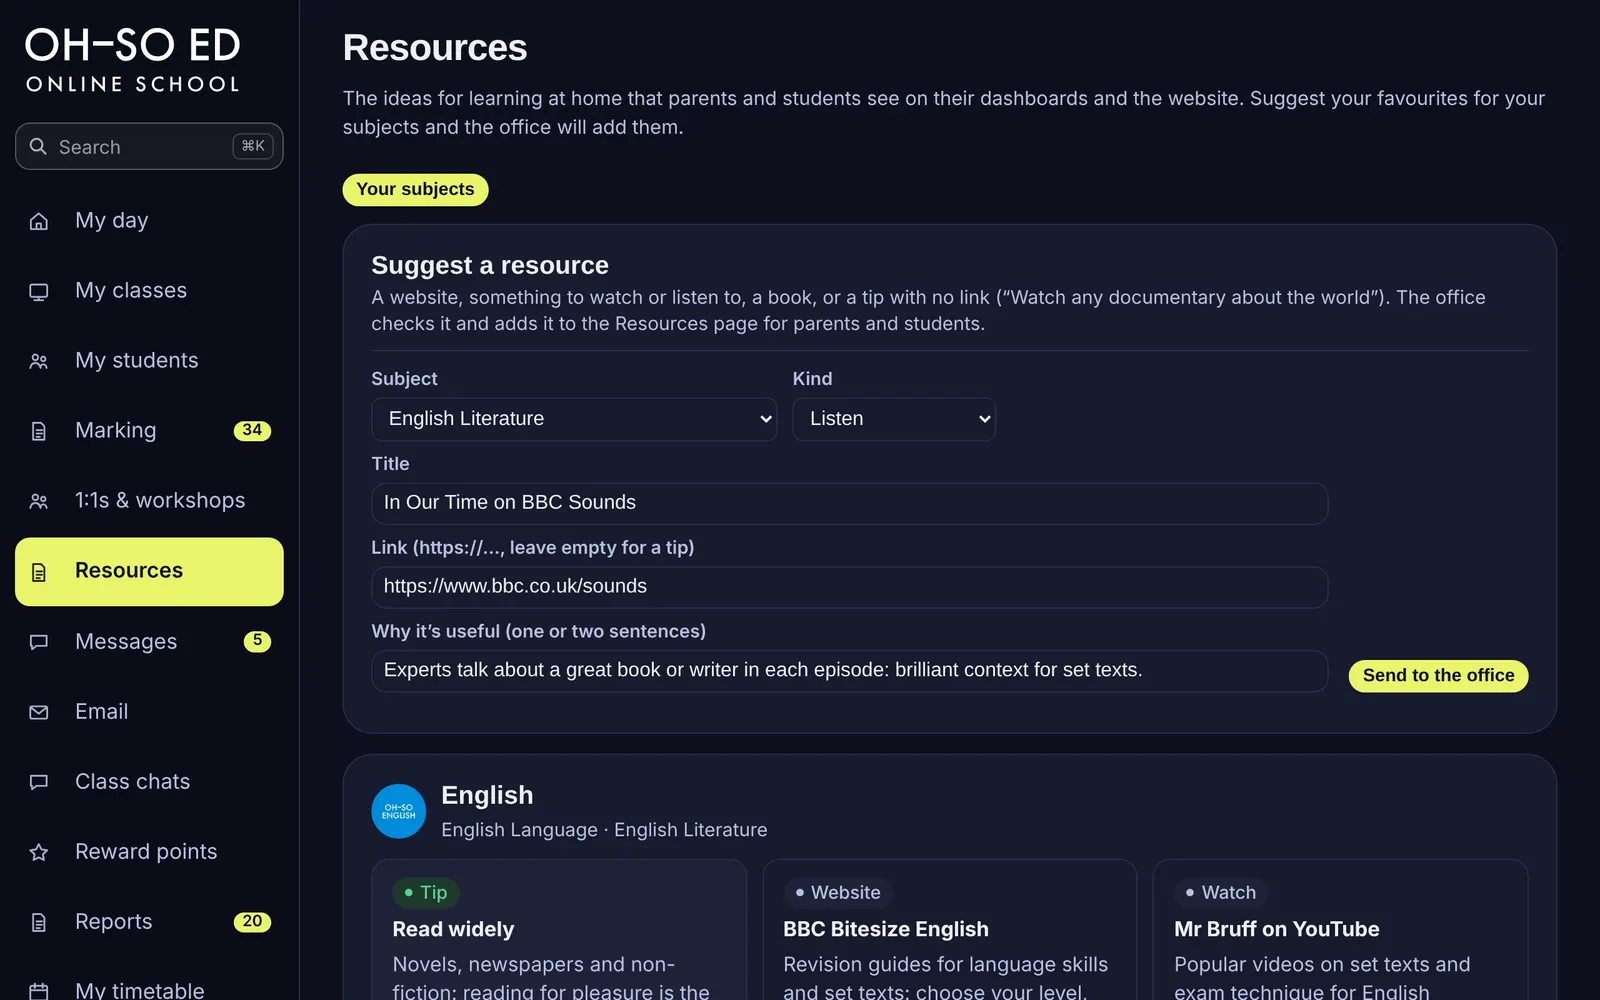 OH–SO ED
ONLINE SCHOOL
Search
⌘K
My day
My classes
My students
Marking
34
1:1s & workshops
Resources
Messages
5
Email
Class chats
Reward points
Reports
20
My timetable
Resources
The ideas for learning at home that parents and students see on their dashboards and the website. Suggest your favourites for your
subjects and the office will add them.
Your subjects
Suggest a resource
A website, something to watch or listen to, a book, or a tip with no link (“Watch any documentary about the world”). The office
checks it and adds it to the Resources page for parents and students.
Subject
Kind
English Literature
Listen
Title
In Our Time on BBC Sounds
Link (https://..., leave empty for a tip)
https://www.bbc.co.uk/sounds
Why it’s useful (one or two sentences)
Experts talk about a great book or writer in each episode: brilliant context for set texts.
Send to the office
OH–SO
ENGLISH
English
English Language · English Literature
Tip
Read widely
Novels, newspapers and non-
fiction: reading for pleasure is the
Website
BBC Bitesize English
Revision guides for language skills
and set texts: choose your level.
Watch
Mr Bruff on YouTube
Popular videos on set texts and
exam technique for English